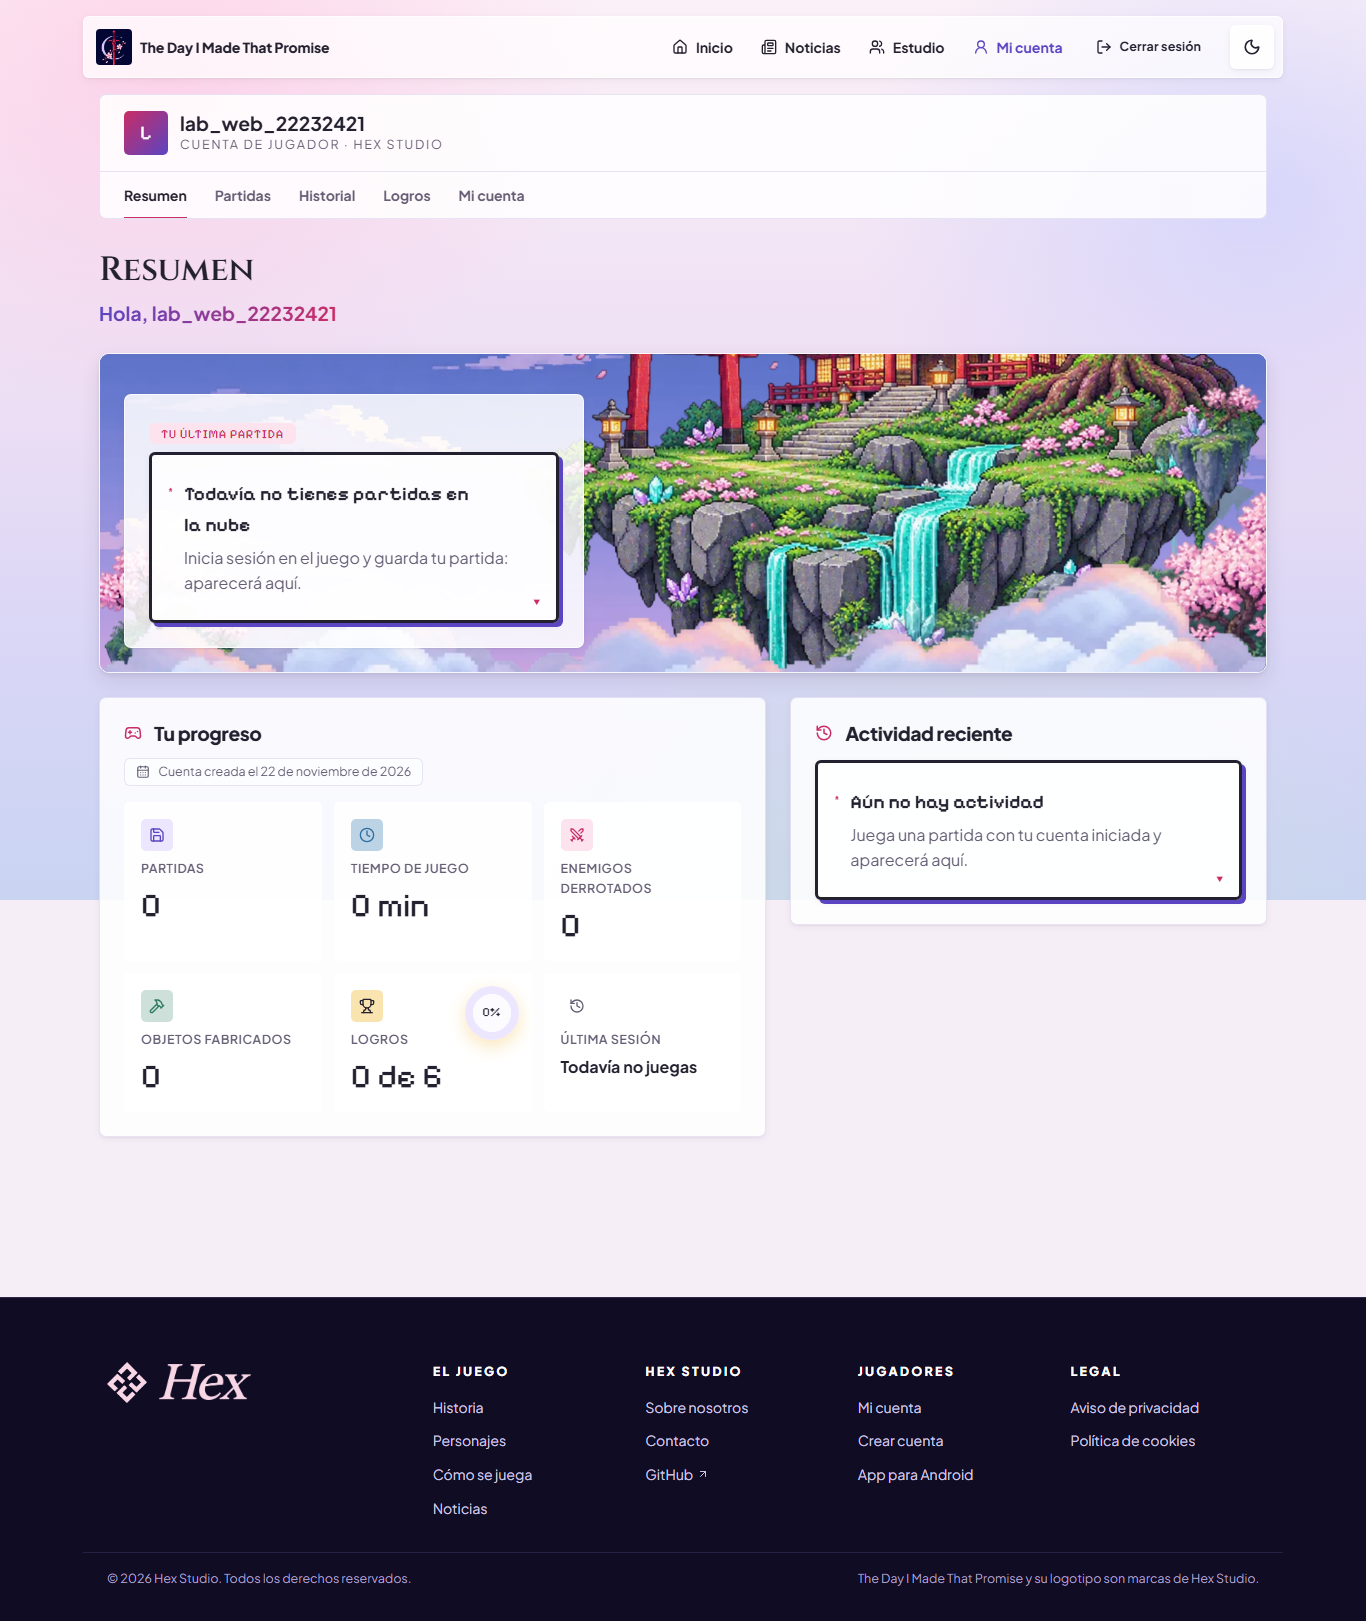 The Day I Made That Promise
Inicio
Noticias
Estudio
Mi cuenta
Cerrar sesión
L
lab_web_22232421
CUENTA DE JUGADOR · HEX STUDIO
Resumen
Partidas
Historial
Logros
Mi cuenta
Resumen
Hola, lab_web_22232421
TU ÚLTIMA PARTIDA
* Todavía no tienes partidas en
la nube
Inicia sesión en el juego y guarda tu partida:
aparecerá aquí.
Tu progreso
Cuenta creada el 22 de noviembre de 2026
PARTIDAS
0
TIEMPO DE JUEGO
0 min
ENEMIGOS
DERROTADOS
0
OBJETOS FABRICADOS
0
LOGROS
0 de 6
0%
ÚLTIMA SESIÓN
Todavía no juegas
Actividad reciente
* Aún no hay actividad
Juega una partida con tu cuenta iniciada y
aparecerá aquí.
Hex
EL JUEGO
Historia
Personajes
Cómo se juega
Noticias
HEX STUDIO
Sobre nosotros
Contacto
GitHub
JUGADORES
Mi cuenta
Crear cuenta
App para Android
LEGAL
Aviso de privacidad
Política de cookies
© 2026 Hex Studio. Todos los derechos reservados.
The Day I Made That Promise y su logotipo son marcas de Hex Studio.